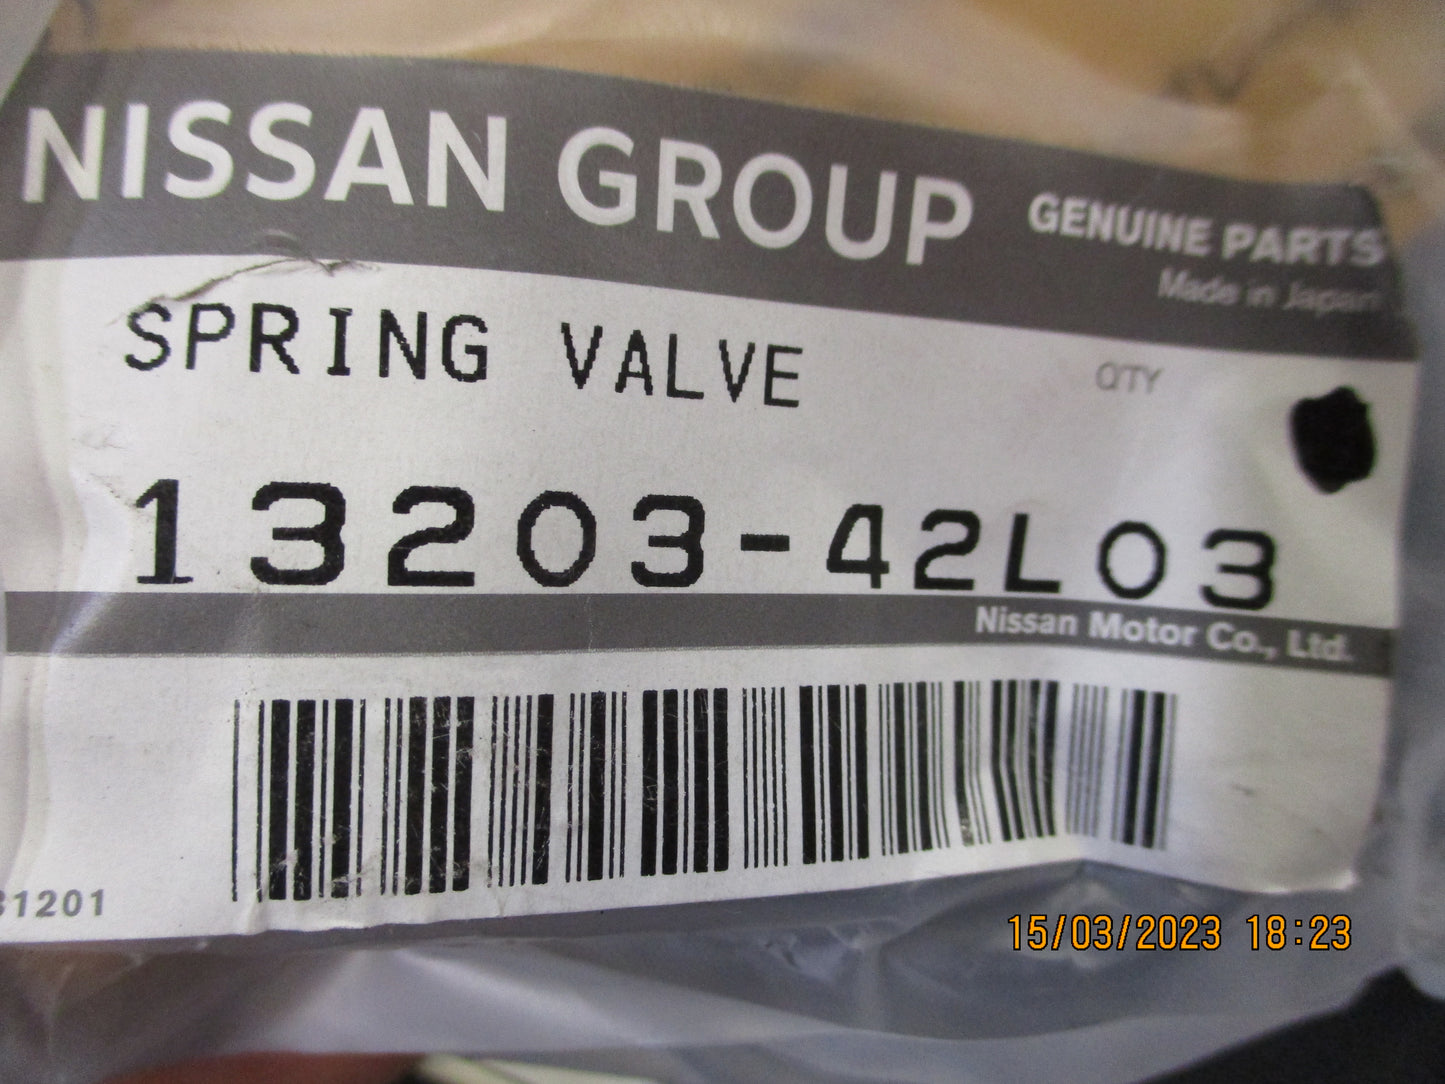 NISSAN GROUP GENUINE PARTS
Made in Japan
SPRING VALVE QTY
13203-42L03
Nissan Motor Co., Ltd.
31201
15/03/2023 18:23